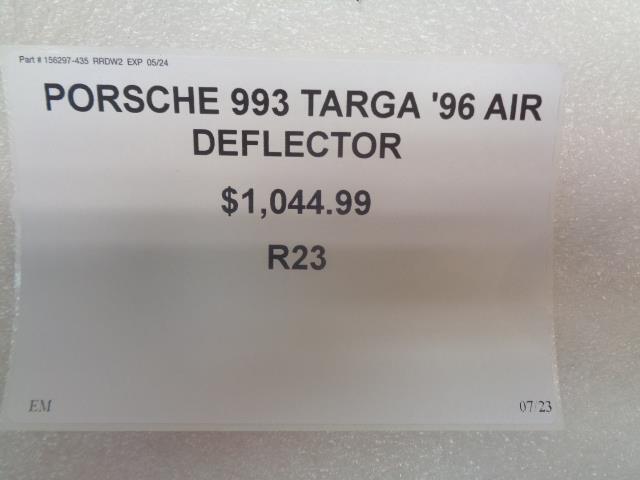 Part # 156297-435 RRDW2 EXP 05/24
PORSCHE 993 TARGA '96 AIR
DEFLECTOR
$1,044.99
R23
EM
07/23